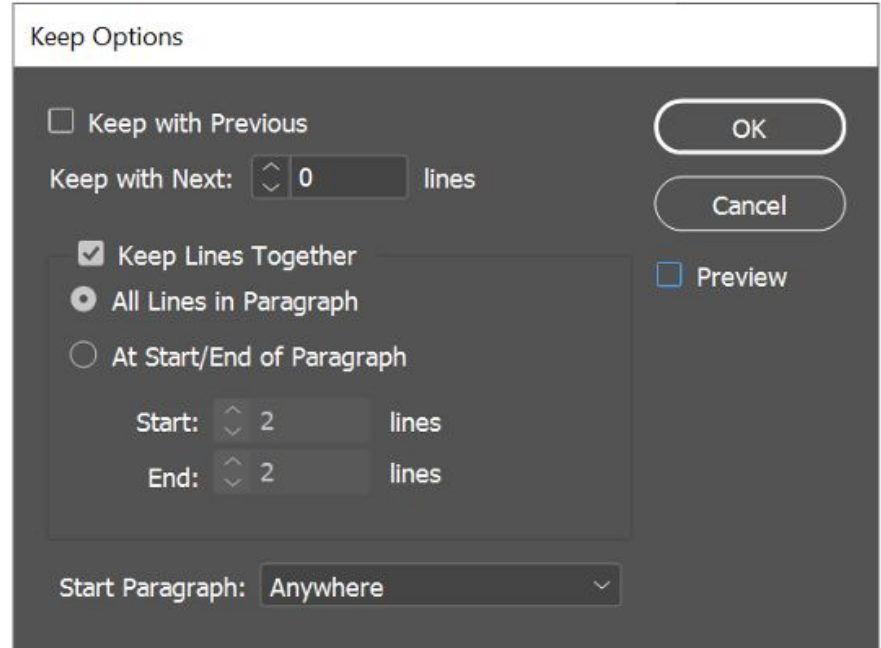 Keep Options
Keep with Previous
OK
Keep with Next: 0 lines
Cancel
Keep Lines Together
Preview
All Lines in Paragraph
At Start/End of Paragraph
Start: 2 lines
End: 2 lines
Start Paragraph: Anywhere